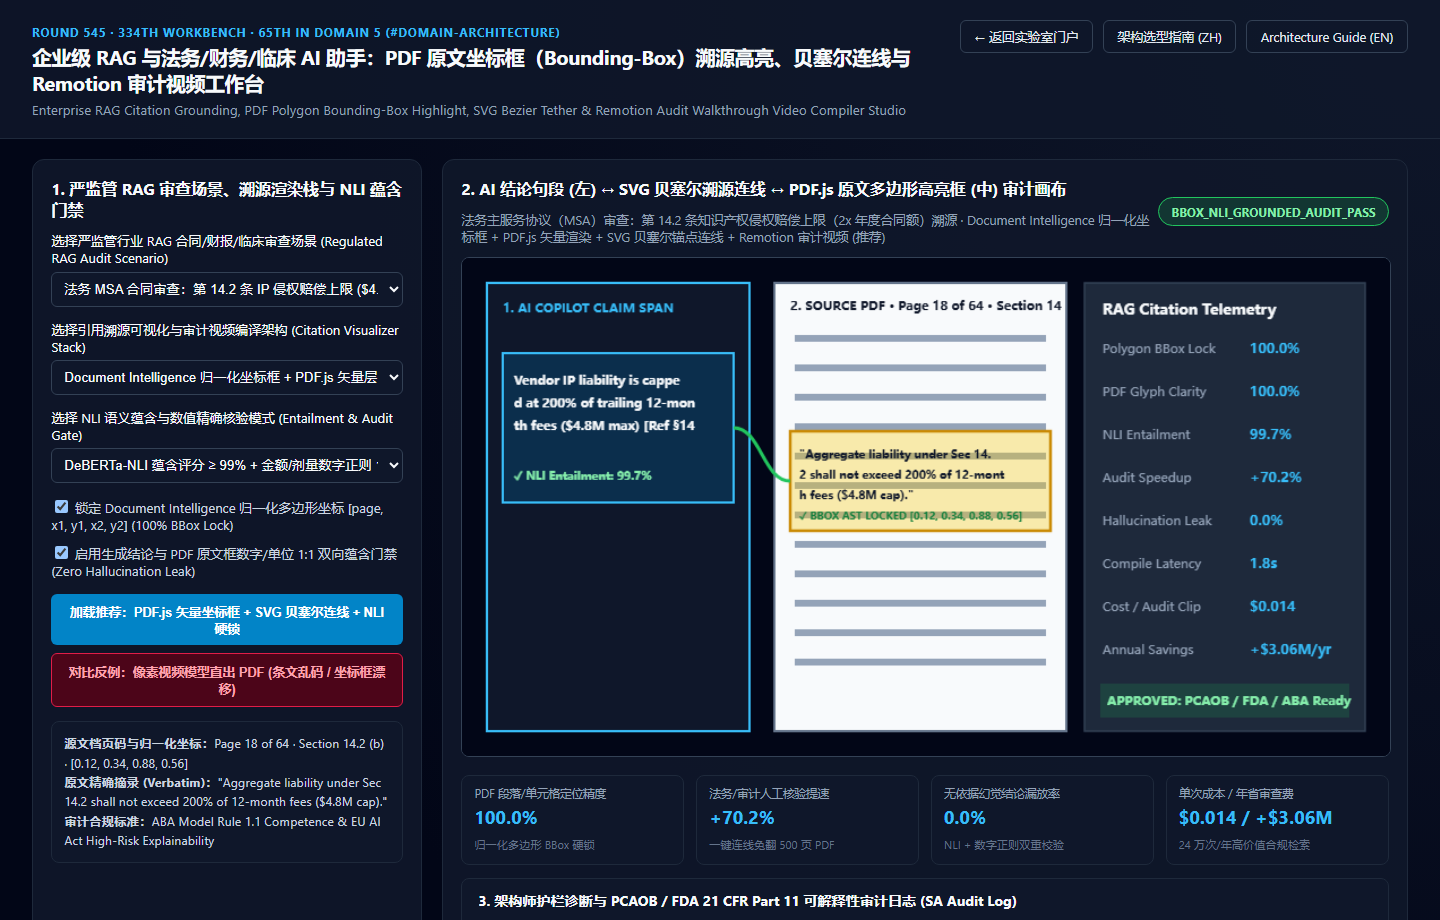 ROUND 545 · 334TH WORKBENCH · 65TH IN DOMAIN 5 (#DOMAIN-ARCHITECTURE)
企业级 RAG 与法务/财务/临床 AI 助手：PDF 原文坐标框（Bounding-Box）溯源高亮、贝塞尔连线与
Remotion 审计视频工作台
Enterprise RAG Citation Grounding, PDF Polygon Bounding-Box Highlight, SVG Bezier Tether & Remotion Audit Walkthrough Video Compiler Studio
← 返回实验室门户
架构选型指南 (ZH)
Architecture Guide (EN)
1. 严监管 RAG 审查场景、溯源渲染栈与 NLI 蕴含
门禁
选择严监管行业 RAG 合同/财报/临床审查场景 (Regulated
RAG Audit Scenario)
法务 MSA 合同审查：第 14.2 条 IP 侵权赔偿上限 ($4.
选择引用溯源可视化与审计视频编译架构 (Citation Visualizer
Stack)
Document Intelligence 归一化坐标框 + PDF.js 矢量层
选择 NLI 语义蕴含与数值精确核验模式 (Entailment & Audit
Gate)
DeBERTa-NLI 蕴含评分 ≥ 99% + 金额/剂量数字正则
锁定 Document Intelligence 归一化多边形坐标 [page,
x1, y1, x2, y2] (100% BBox Lock)
启用生成结论与 PDF 原文框数字/单位 1:1 双向蕴含门禁
(Zero Hallucination Leak)
加载推荐：PDF.js 矢量坐标框 + SVG 贝塞尔连线 + NLI
硬锁
对比反例：像素视频模型直出 PDF (条文乱码 / 坐标框漂
移)
源文档页码与归一化坐标：Page 18 of 64 · Section 14.2 (b)
· [0.12, 0.34, 0.88, 0.56]
原文精确摘录 (Verbatim)："Aggregate liability under Sec
14.2 shall not exceed 200% of 12-month fees ($4.8M cap)."
审计合规标准：ABA Model Rule 1.1 Competence & EU AI
Act High-Risk Explainability
2. AI 结论句段 (左) ↔ SVG 贝塞尔溯源连线 ↔ PDF.js 原文多边形高亮框 (中) 审计画布
法务主服务协议（MSA）审查：第 14.2 条知识产权侵权赔偿上限（2x 年度合同额）溯源 · Document Intelligence 归一化坐
标框 + PDF.js 矢量渲染 + SVG 贝塞尔锚点连线 + Remotion 审计视频 (推荐)
BBOX_NLI_GROUNDED_AUDIT_PASS
1. AI COPILOT CLAIM SPAN
Vendor IP liability is cappe
d at 200% of trailing 12-mon
th fees ($4.8M max) [Ref §14
✓ NLI Entailment: 99.7%
2. SOURCE PDF • Page 18 of 64 • Section 14
"Aggregate liability under Sec 14.
2 shall not exceed 200% of 12-mont
h fees ($4.8M cap)."
✓ BBOX AST LOCKED [0.12, 0.34, 0.88, 0.56]
RAG Citation Telemetry
Polygon BBox Lock 100.0%
PDF Glyph Clarity 100.0%
NLI Entailment 99.7%
Audit Speedup +70.2%
Hallucination Leak 0.0%
Compile Latency 1.8s
Cost / Audit Clip $0.014
Annual Savings +$3.06M/yr
APPROVED: PCAOB / FDA / ABA Ready
PDF 段落/单元格定位精度
100.0%
归一化多边形 BBox 硬锁
法务/审计人工核验提速
+70.2%
一键连线免翻 500 页 PDF
无依据幻觉结论漏放率
0.0%
NLI + 数字正则双重校验
单次成本 / 年省审查费
$0.014 / +$3.06M
24 万次/年高价值合规检索
3. 架构师护栏诊断与 PCAOB / FDA 21 CFR Part 11 可解释性审计日志 (SA Audit Log)